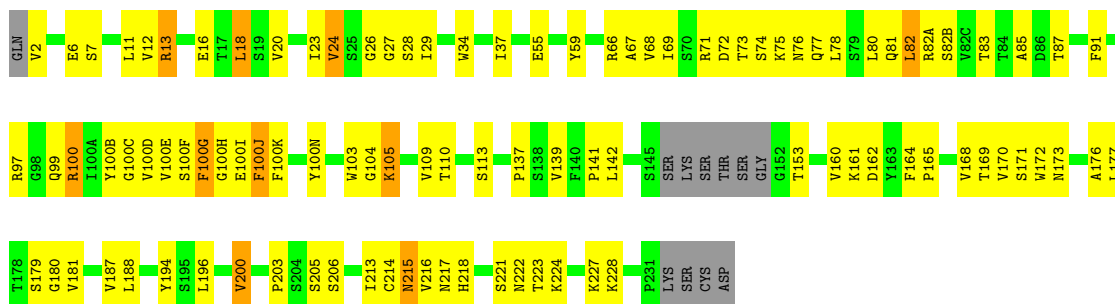 GLN V2 E6 S7 L11 V12 R13 E16 T17 L18 S19 V20 I23 V24 S25 G26 G27 S28 I29 W34 I37 E55 Y59 R66 A67 V68 I69 S70 R71 D72 T73 S74 K75 N76 Q77 L78 S79 L80 Q81 L82 R82A S82B V82C T83 T84 A85 D86 T87 F91
R97 G98 Q99 R100 I100A Y100B G100C V100D V100E S100F F100G G100H E100I F100J F100K Y100N W103 G104 K105 V109 T110 S113 P137 S138 V139 F140 P141 L142 S145 SER LYS SER THR SER GLY G152 T153 V160 K161 D162 Y163 F164 P165 V168 T169 V170 S171 W172 N173 A176 L177
T178 S179 G180 V181 V187 L188 Y194 S195 L196 V200 P203 S204 S205 S206 I213 C214 N215 V216 N217 H218 S221 N222 T223 K224 K227 K228 P231 LYS SER CYS ASP